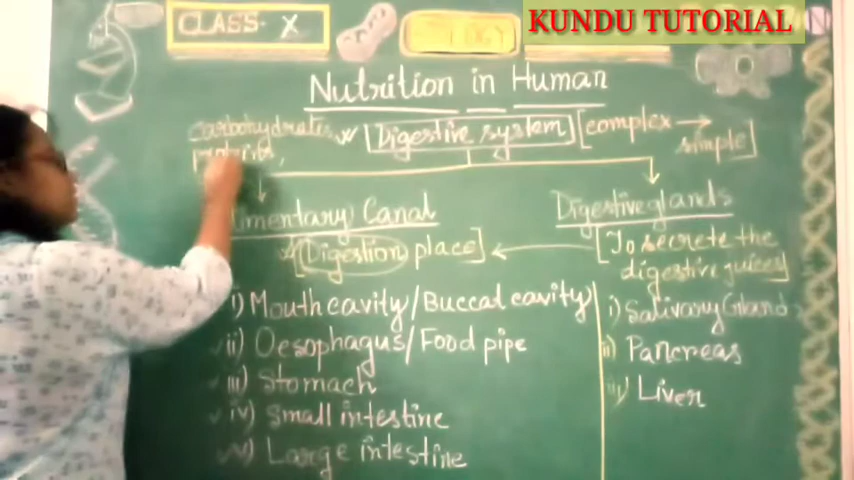 KUNDU TUTORIAL
CLASS- X
BIOLOGY
Nutrition in Human
carbohydrates
Digestive system [complex → simple]
proteins,
Alimentary Canal
Digestive glands
[Digestion place]
[To secrete the
digestive juices]
i) Mouth cavity/Buccal cavity
i) Salivary Gland
ii) Oesophagus/Food pipe
ii) Pancreas
iii) Stomach
iii) Liver
iv) Small intestine
v) Large intestine